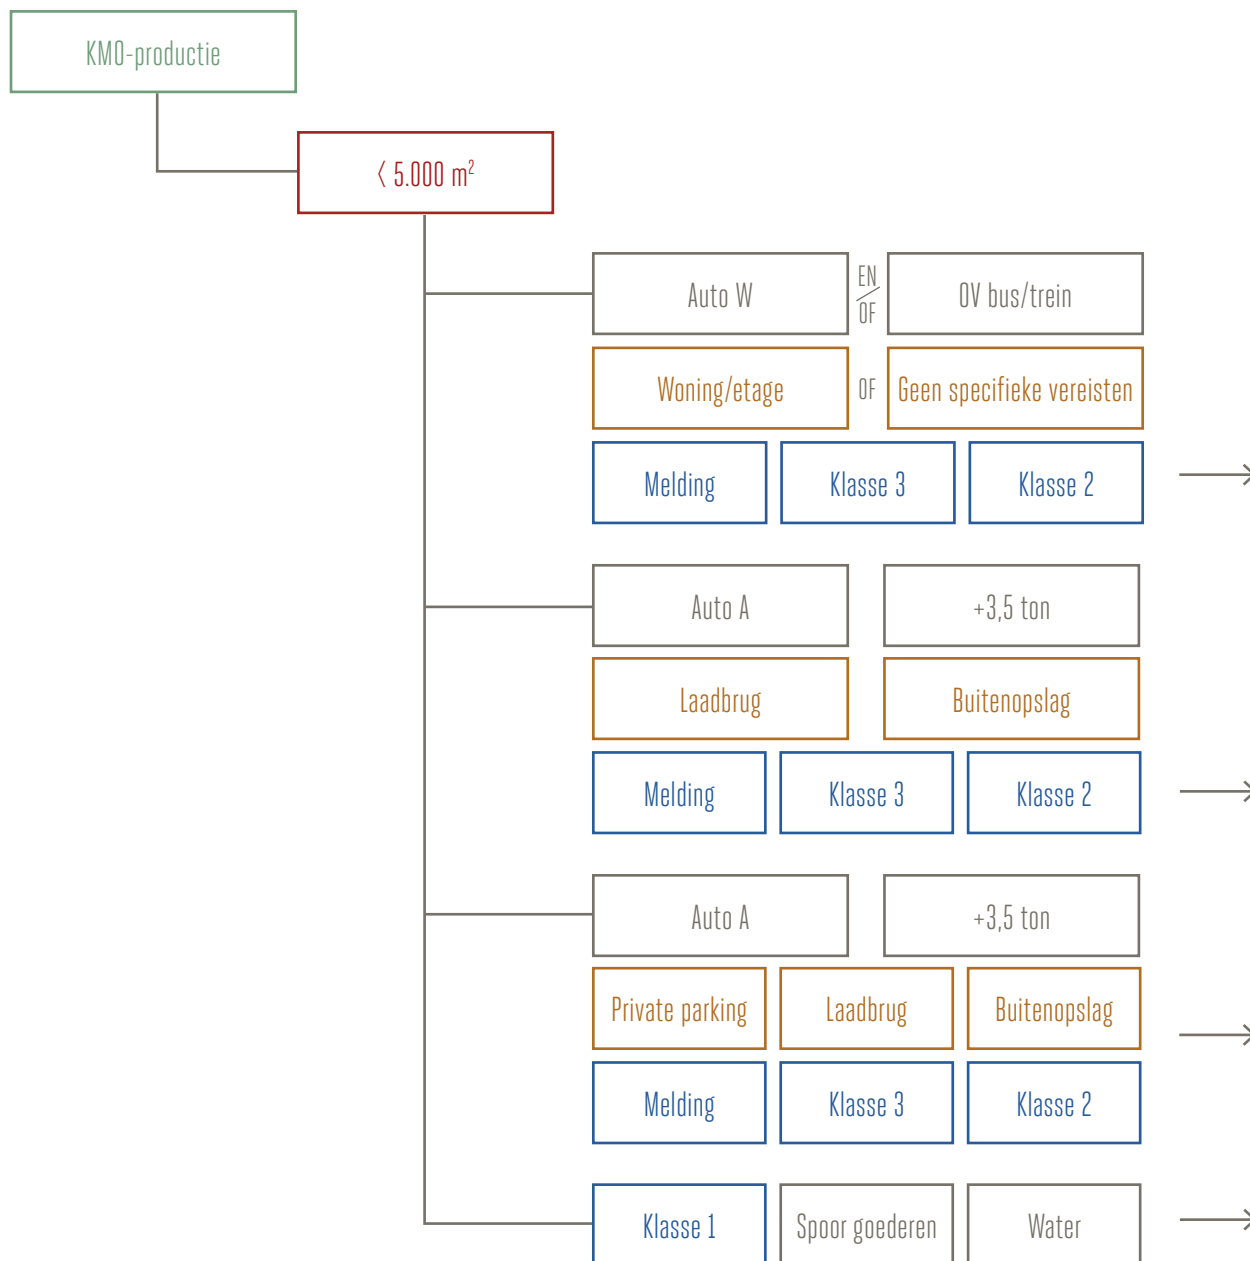 KMO-productie
< 5.000 m²
Auto W
EN
OF
OV bus/trein
Woning/etage
OF
Geen specifieke vereisten
Melding
Klasse 3
Klasse 2
Auto A
+3,5 ton
Laadbrug
Buitenopslag
Melding
Klasse 3
Klasse 2
Auto A
+3,5 ton
Private parking
Laadbrug
Buitenopslag
Melding
Klasse 3
Klasse 2
Klasse 1
Spoor goederen
Water